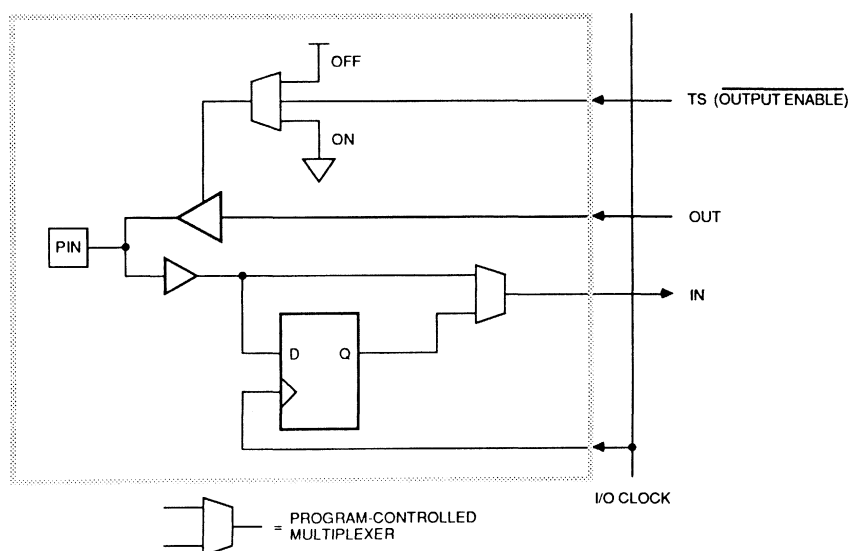 OFF
TS (OUTPUT ENABLE)
ON
OUT
PIN
IN
D Q
I/O CLOCK
= PROGRAM-CONTROLLED
MULTIPLEXER